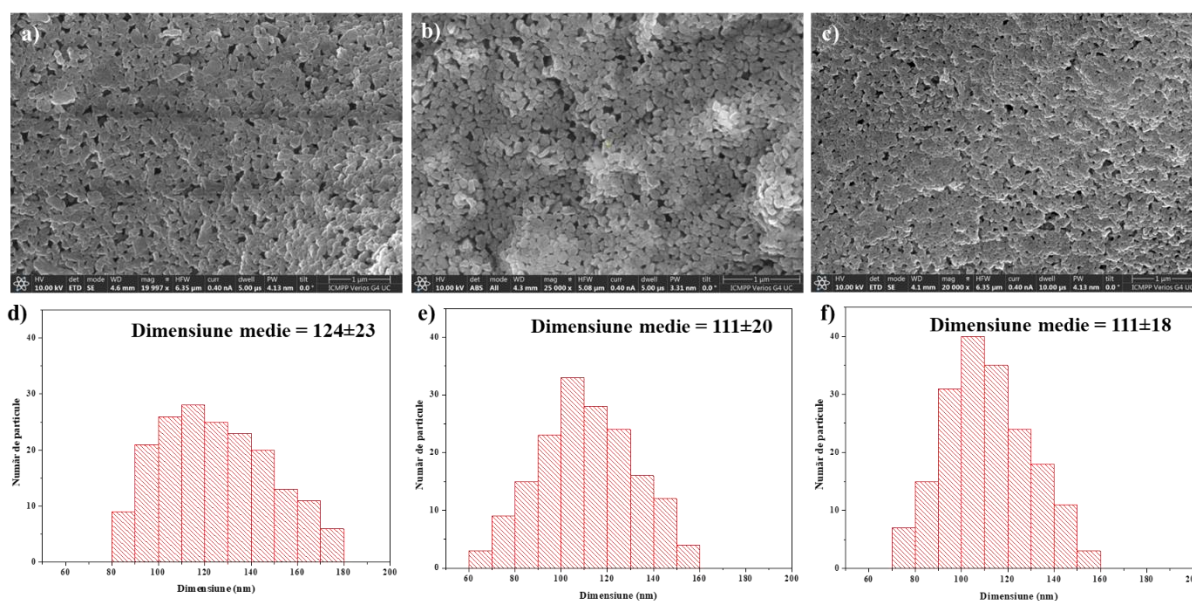 a)
HV det mode WD mag HFW curr dwell PW tilt 1 µm
10.00 kV ETD SE 4.6 mm 19 997 x 6.35 µm 0.40 nA 5.00 µs 4.13 nm 0.0 ° ICMPP Verios G4 UC
b)
HV det mode WD mag HFW curr dwell PW tilt 1 µm
10.00 kV ABS All 4.3 mm 25 000 x 5.08 µm 0.40 nA 5.00 µs 3.31 nm 0.0 ° ICMPP Verios G4 UC
c)
HV det mode WD mag HFW curr dwell PW tilt 1 µm
10.00 kV ETD SE 4.1 mm 20 000 x 6.35 µm 0.40 nA 10.00 µs 4.13 nm 0.0 ° ICMPP Verios G4 UC
d)
Dimensiune medie = 124±23
Număr de particule
40
30
20
10
0
60 80 100 120 140 160 180 200
Dimensiune (nm)
e)
Dimensiune medie = 111±20
Număr de particule
40
30
20
10
0
60 80 100 120 140 160 180 200
Dimensiune (nm)
f)
Dimensiune medie = 111±18
Număr de particule
40
30
20
10
0
60 80 100 120 140 160 180 200
Dimensiune (nm)